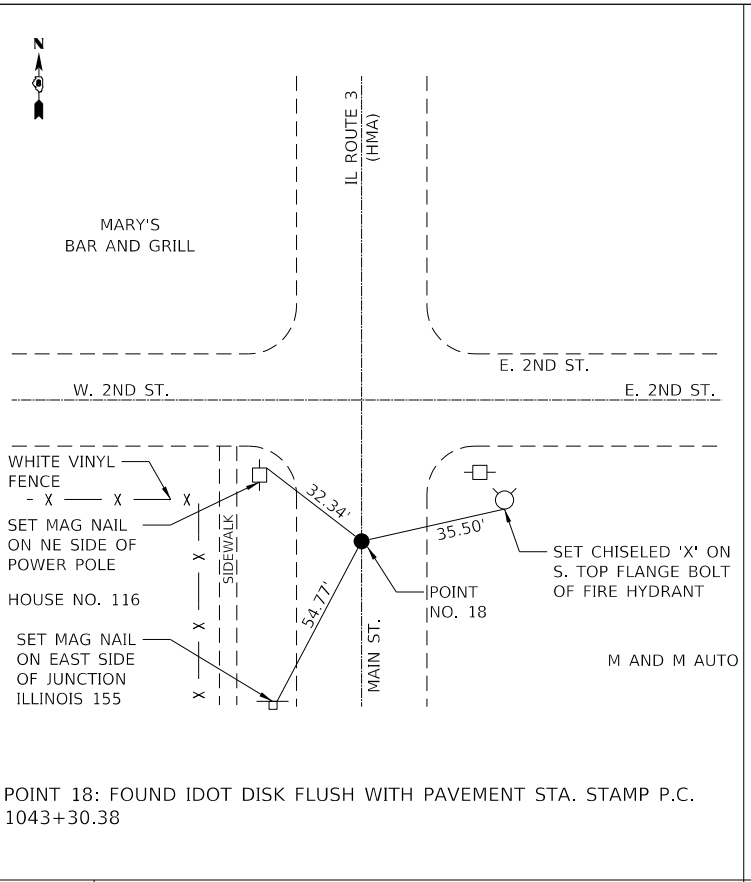 N
IL ROUTE 3
(HMA)
MARY'S
BAR AND GRILL
E. 2ND ST.
W. 2ND ST.
E. 2ND ST.
WHITE VINYL
FENCE
- X — X — X
SET MAG NAIL
ON NE SIDE OF
POWER POLE
HOUSE NO. 116
SET MAG NAIL
ON EAST SIDE
OF JUNCTION
ILLINOIS 155
X
X
X
SIDEWALK
32.34'
35.50'
54.77'
POINT
NO. 18
MAIN ST.
SET CHISELED 'X' ON
S. TOP FLANGE BOLT
OF FIRE HYDRANT
M AND M AUTO
POINT 18: FOUND IDOT DISK FLUSH WITH PAVEMENT STA. STAMP P.C.
1043+30.38